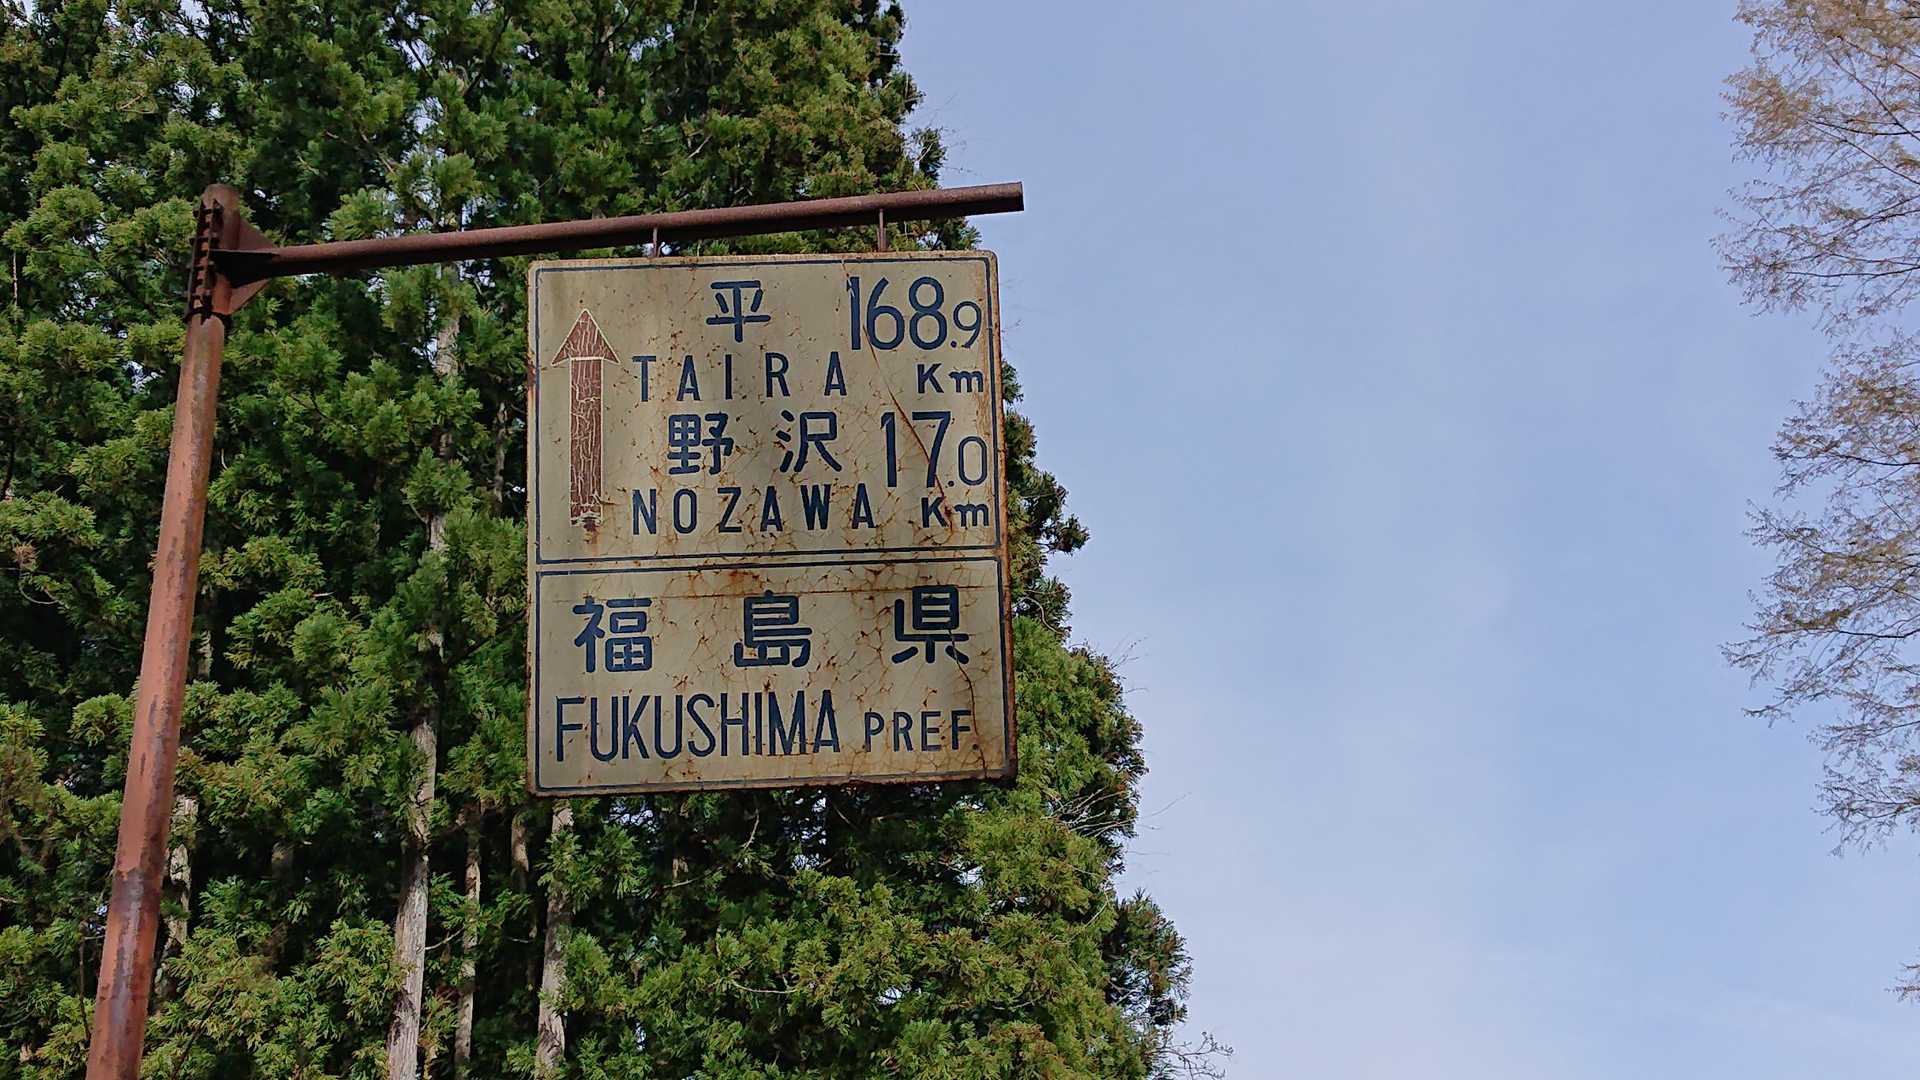 平 168.9
TAIRA Km
野沢 17.0
NOZAWA Km
福島県
FUKUSHIMA PREF.